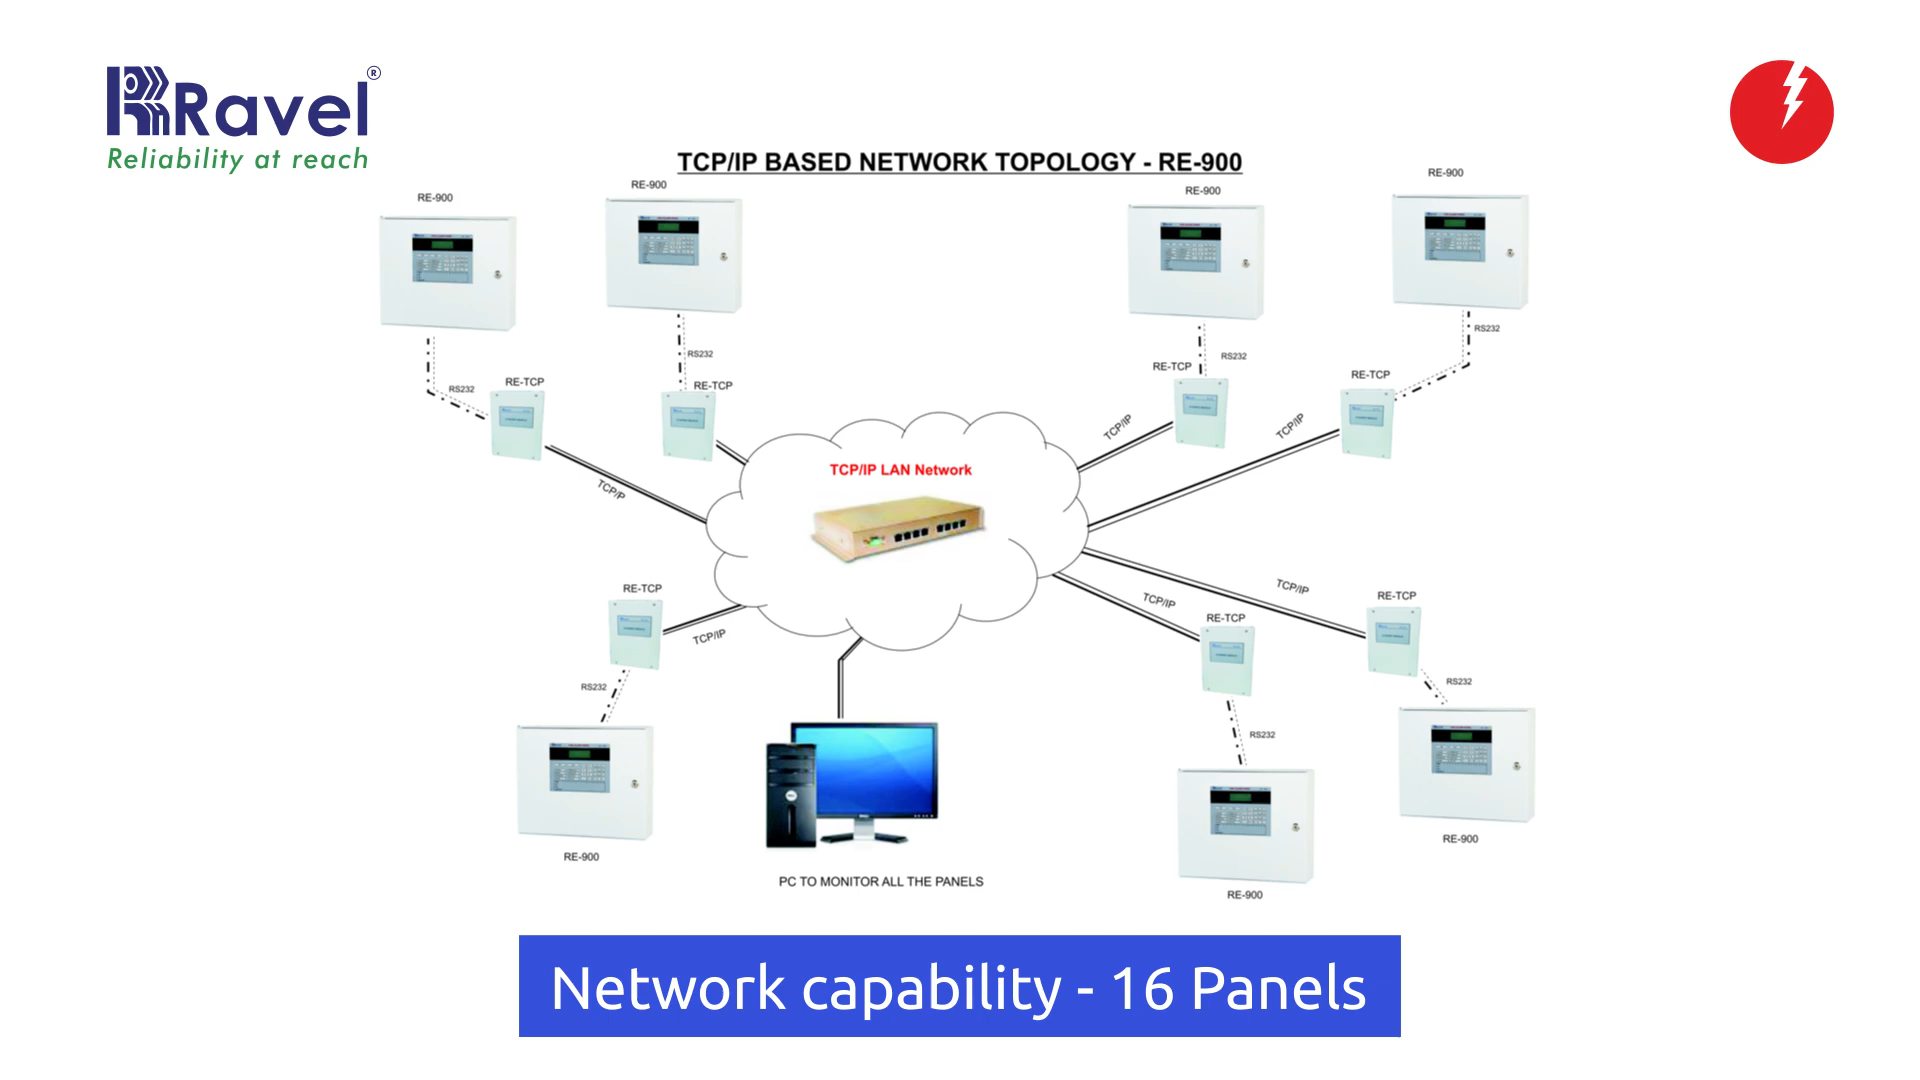 Ravel®
Reliability at reach
TCP/IP BASED NETWORK TOPOLOGY - RE-900
RE-900
RE-900
RE-900
RE-900
RS232
RS232
RS232
RS232
RE-TCP
RE-TCP
RE-TCP
RE-TCP
TCP/P
TCP/IP
TCP/IP
TCP/IP LAN Network
RE-TCP
TCP/IP
RS232
RE-900
TCP/IP
RE-TCP
RS232
RE-900
TCP/IP
RE-TCP
RS232
RE-900
PC TO MONITOR ALL THE PANELS
Network capability - 16 Panels